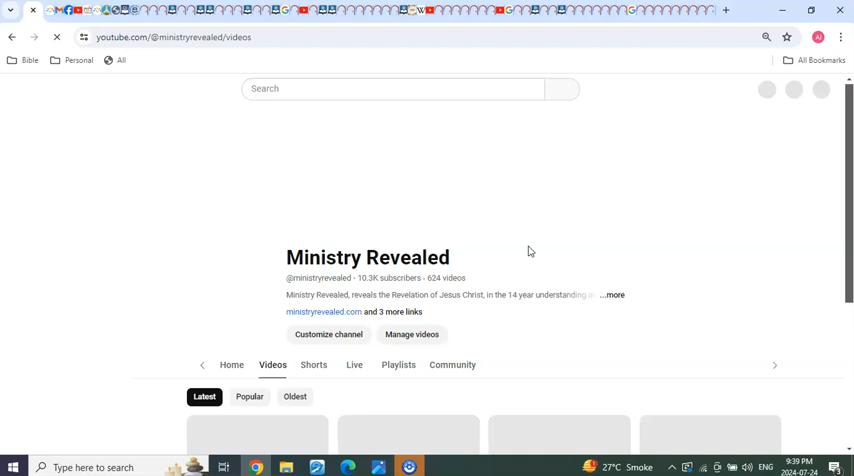 youtube.com/@ministryrevealed/videos
AI
Bible
Personal
All
All Bookmarks
Search
Ministry Revealed
@ministryrevealed • 10.3K subscribers • 624 videos
Ministry Revealed, reveals the Revelation of Jesus Christ, in the 14 year understanding ...more
ministryrevealed.com and 3 more links
Customize channel
Manage videos
Home
Videos
Shorts
Live
Playlists
Community
Latest
Popular
Oldest
Type here to search
27°C Smoke
ENG
9:39 PM
2024-07-24
3